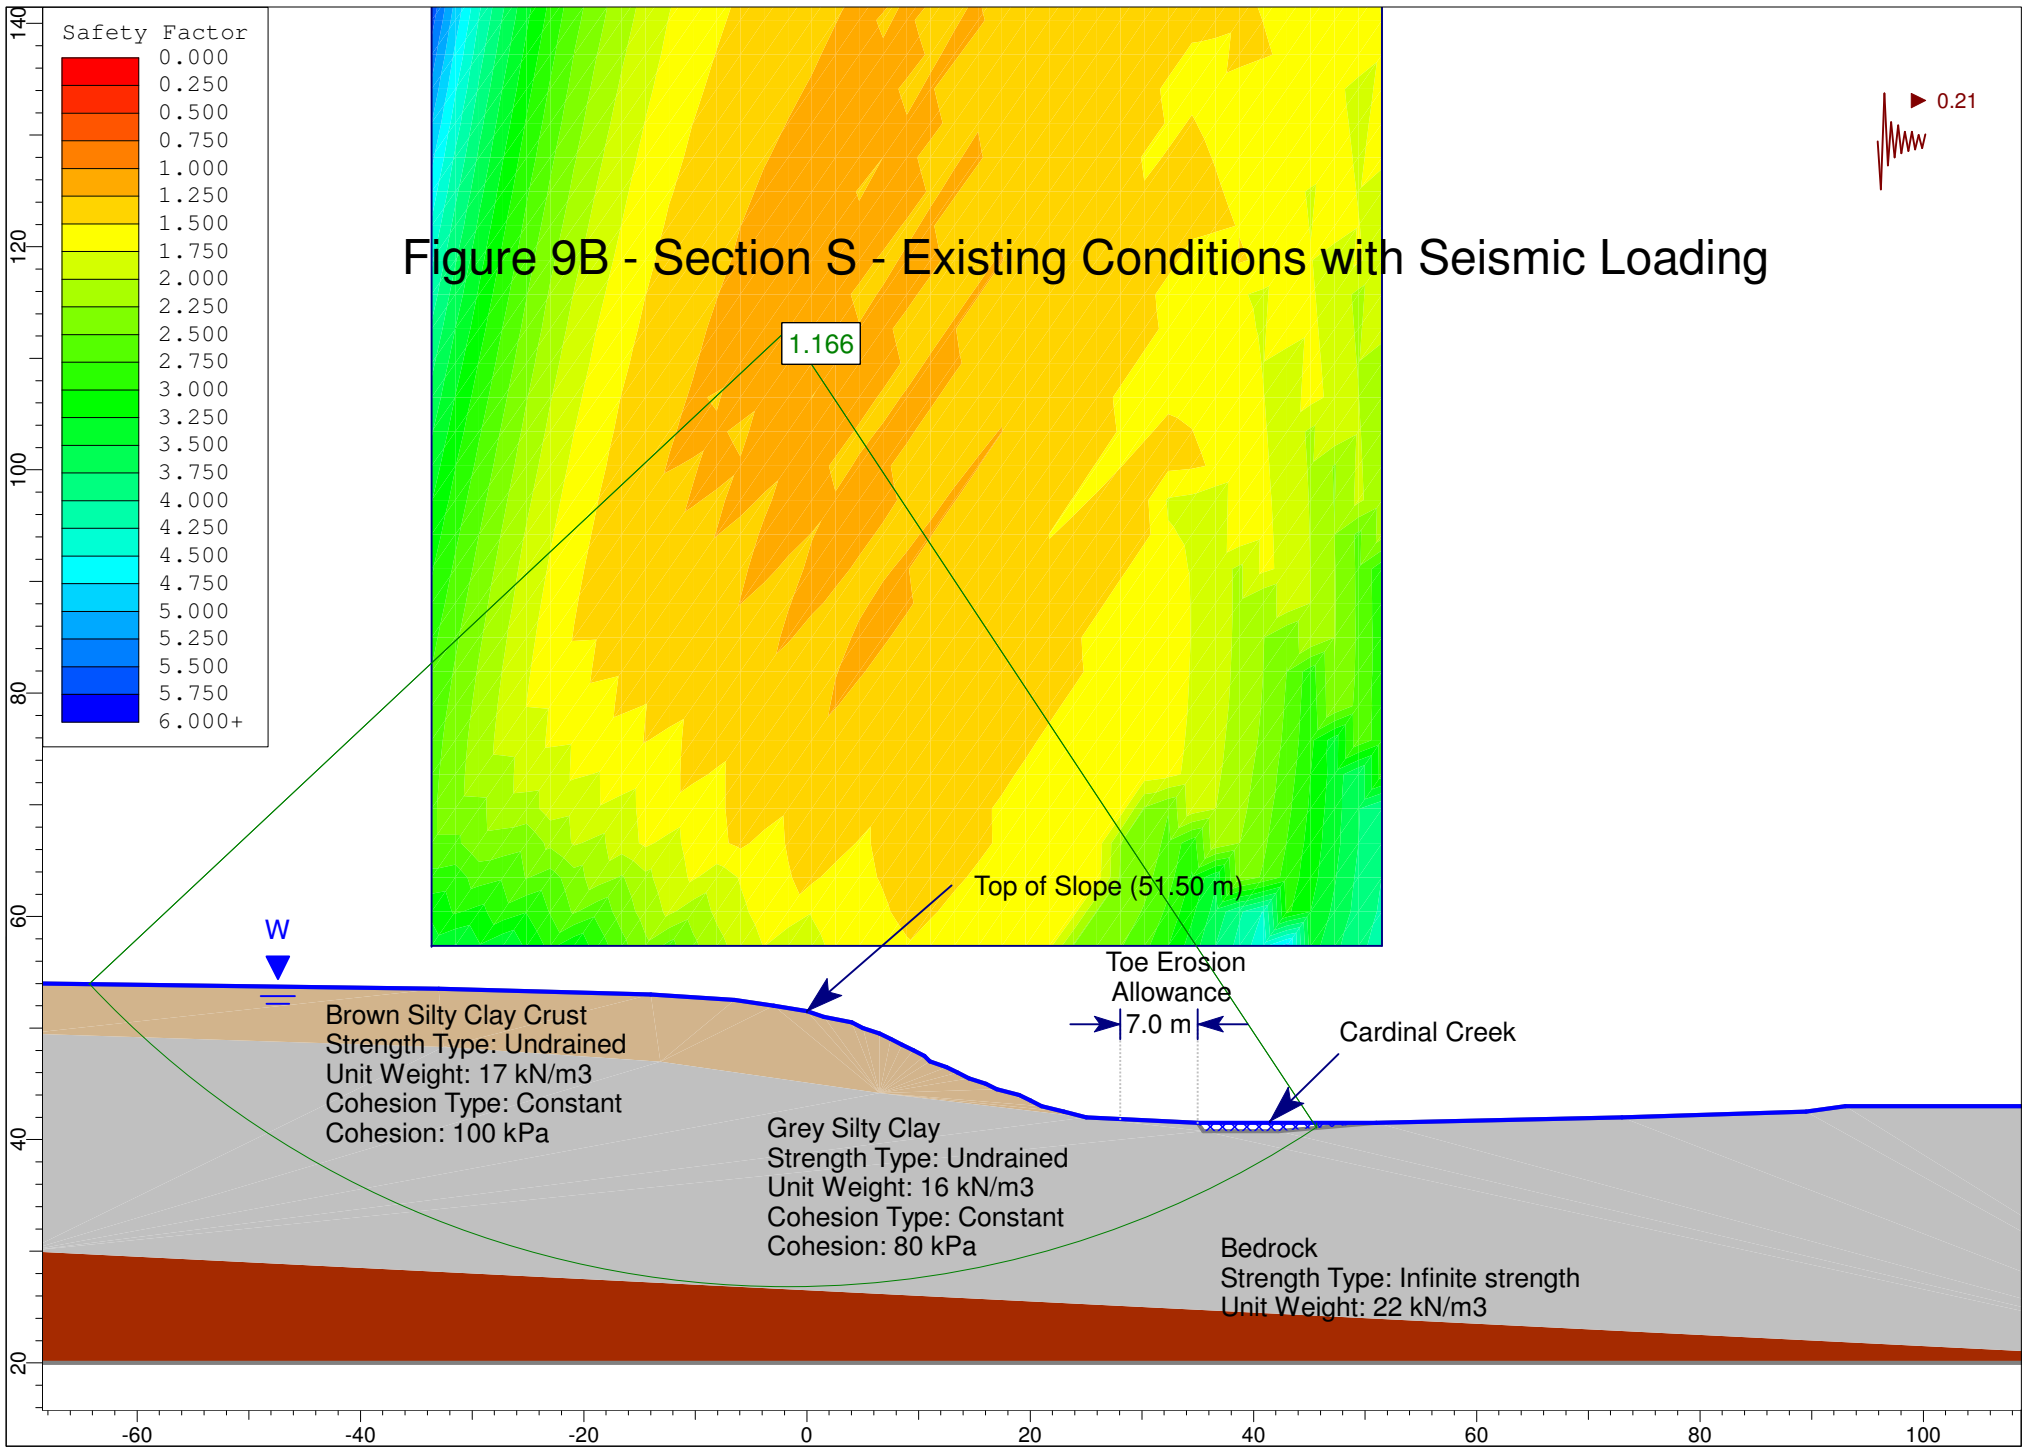 Safety Factor
0.000
0.250
0.500
0.750
1.000
1.250
1.500
1.750
2.000
2.250
2.500
2.750
3.000
3.250
3.500
3.750
4.000
4.250
4.500
4.750
5.000
5.250
5.500
5.750
6.000+
0.21
Figure 9B - Section S - Existing Conditions with Seismic Loading
1.166
Top of Slope (51.50 m)
W
Toe Erosion
Allowance
7.0 m
Cardinal Creek
Brown Silty Clay Crust
Strength Type: Undrained
Unit Weight: 17 kN/m3
Cohesion Type: Constant
Cohesion: 100 kPa
Grey Silty Clay
Strength Type: Undrained
Unit Weight: 16 kN/m3
Cohesion Type: Constant
Cohesion: 80 kPa
Bedrock
Strength Type: Infinite strength
Unit Weight: 22 kN/m3
140
120
100
80
60
40
20
-60 -40 -20 0 20 40 60 80 100